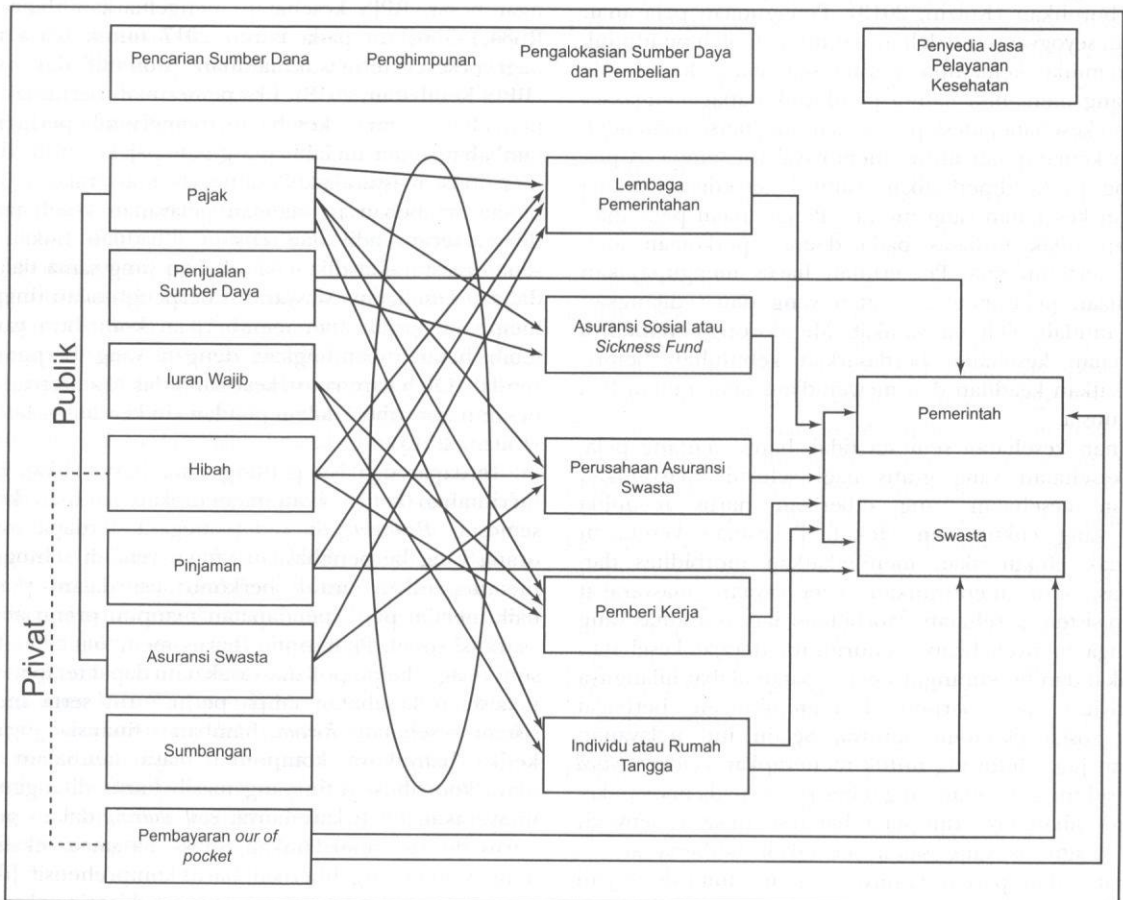 Pencarian Sumber Dana
Penghimpunan
Pengalokasian Sumber Daya
dan Pembelian
Penyedia Jasa
Pelayanan
Kesehatan
Publik
Privat
Pajak
Penjualan
Sumber Daya
Iuran Wajib
Hibah
Pinjaman
Asuransi Swasta
Sumbangan
Pembayaran our of
pocket
Lembaga
Pemerintahan
Asuransi Sosial atau
Sickness Fund
Perusahaan Asuransi
Swasta
Pemberi Kerja
Individu atau Rumah
Tangga
Pemerintah
Swasta